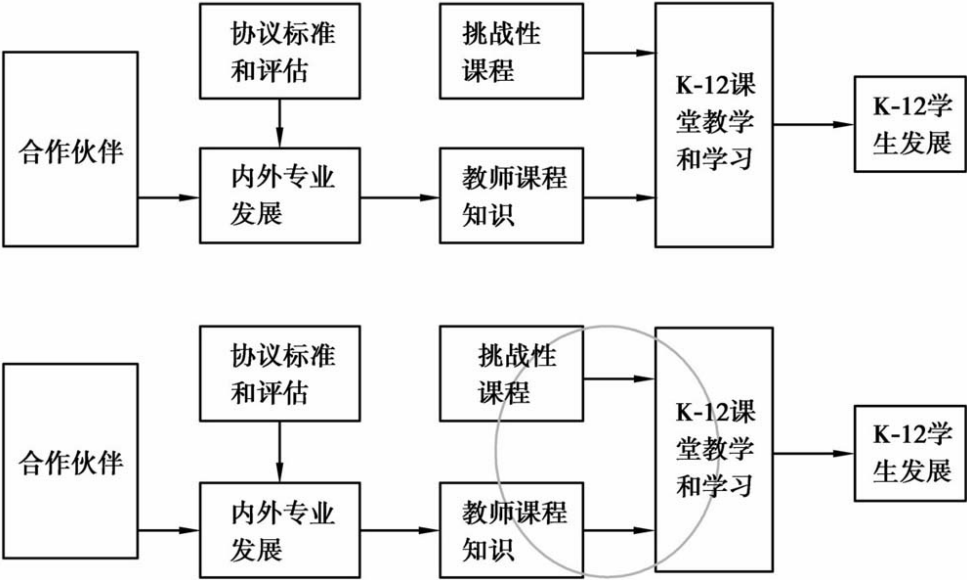 协议标准
和评估
挑战性
课程
合作伙伴
内外专业
发展
教师课程
知识
K-12课
堂教学
和学习
K-12学
生发展
协议标准
和评估
挑战性
课程
合作伙伴
内外专业
发展
教师课程
知识
K-12课
堂教学
和学习
K-12学
生发展